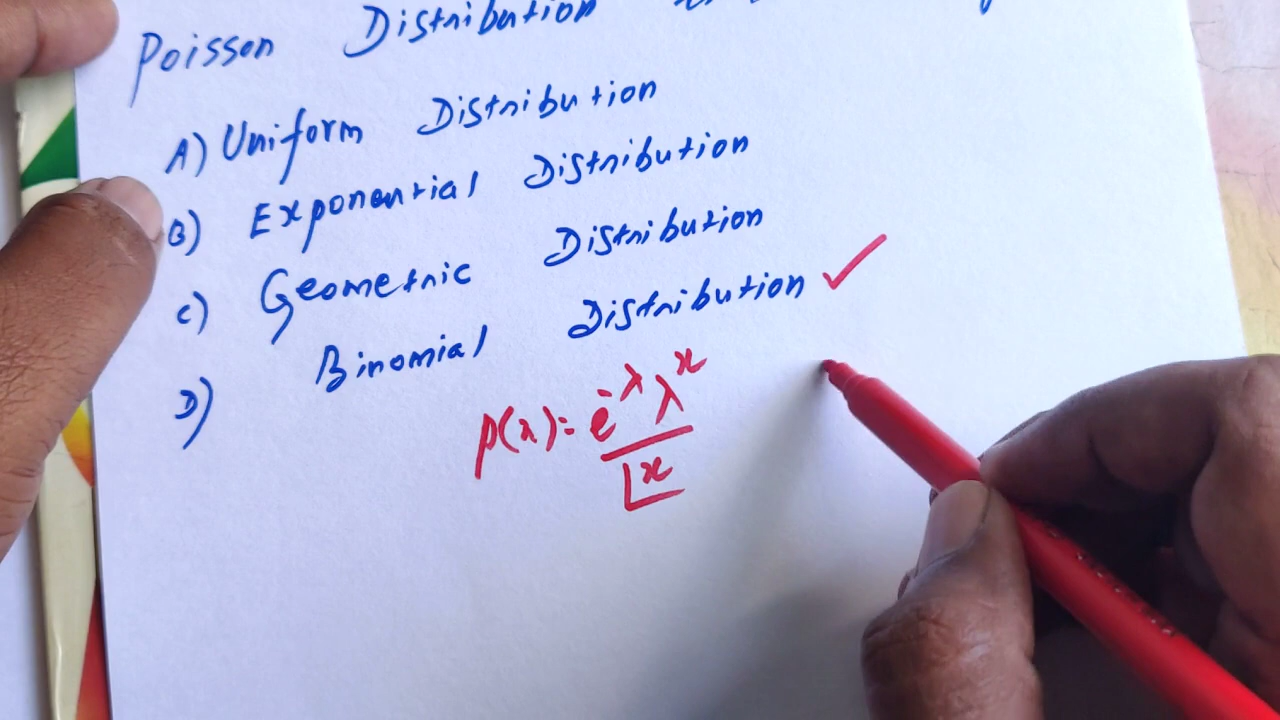 Poisson Distribution
A) Uniform Distribution
B) Exponential Distribution
C) Geometric Distribution
D) Binomial Distribution ✓
p(x) = e^-λ λ^x / ⌊x